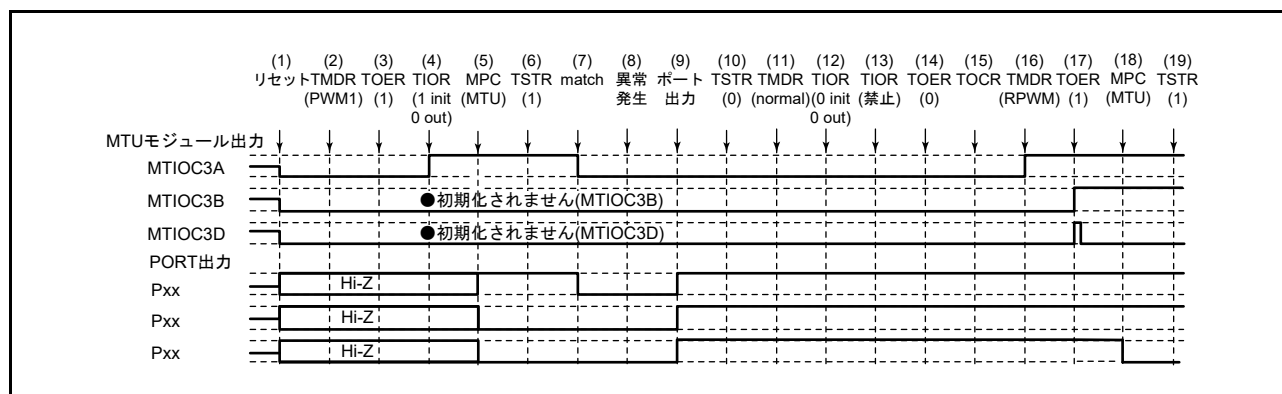 (1) (2) (3) (4) (5) (6) (7) (8) (9) (10) (11) (12) (13) (14) (15) (16) (17) (18) (19)
リセット TMDR TOER TIOR MPC TSTR match 異常 ポート TSTR TMDR TIOR TIOR TOER TOCR TMDR TOER MPC TSTR
(PWM1) (1) (1 init (MTU) (1) 発生 出力 (0) (normal) (0 init (禁止) (0) (RPWM) (1) (MTU) (1)
0 out) 0 out)
MTUモジュール出力
MTIOC3A
MTIOC3B ●初期化されません(MTIOC3B)
MTIOC3D ●初期化されません(MTIOC3D)
PORT出力
Pxx Hi-Z
Pxx Hi-Z
Pxx Hi-Z